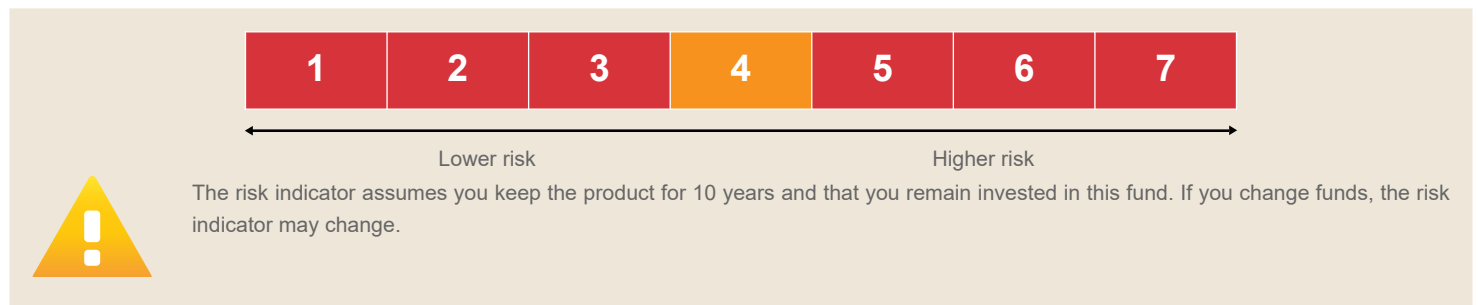 1 2 3 4 5 6 7
Lower risk Higher risk
The risk indicator assumes you keep the product for 10 years and that you remain invested in this fund. If you change funds, the risk
indicator may change.